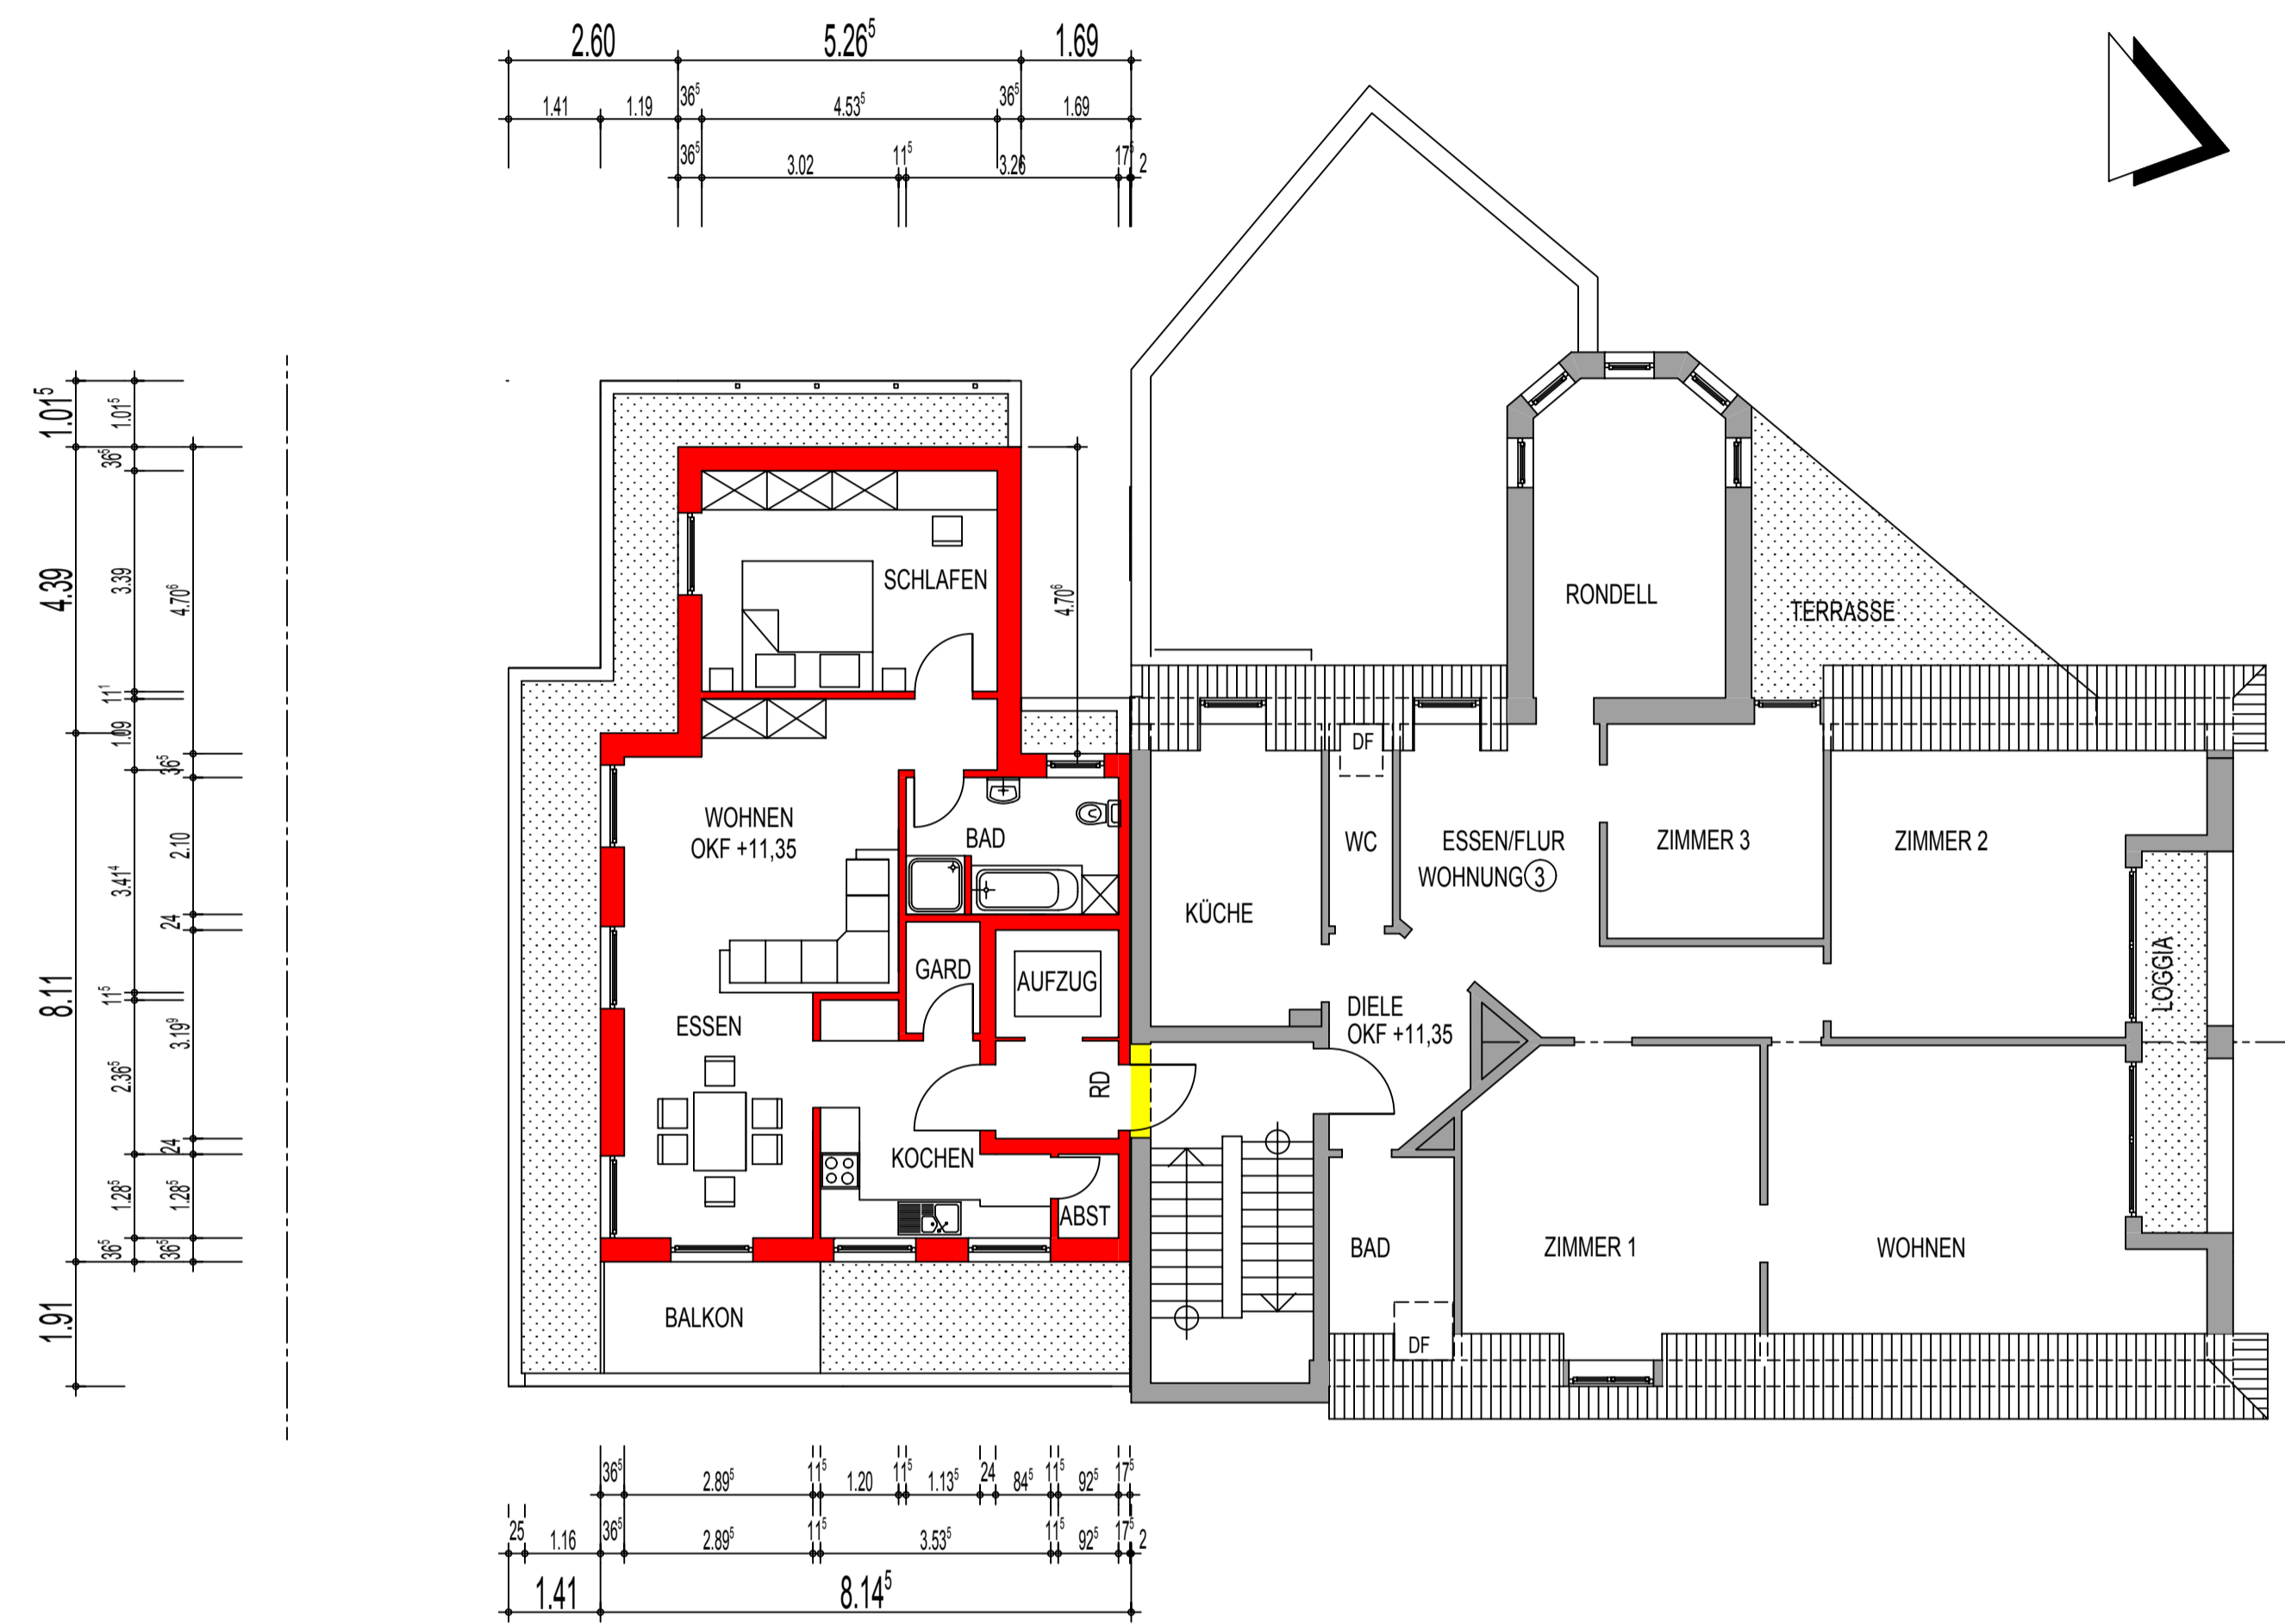 2.60 5.26⁵ 1.69
1.41 1.19 36⁵ 4.53⁵ 36⁵ 1.69
36⁵ 3.02 11⁵ 3.26 17⁵ 2
1.01⁵ 4.39 8.11 1.91
1.01⁵ 36⁵ 3.39 11¹ 1.09 3.41⁴ 11⁵ 2.36⁵ 1.28⁵ 36⁵
4.70⁶ 36⁵ 2.10 24 3.19⁹ 24 1.28⁵ 36⁵
4.70⁶
SCHLAFEN
WOHNEN
OKF +11,35
BAD
GARD
AUFZUG
ESSEN
RD
KOCHEN
ABST
BALKON
RONDELL
TERRASSE
DF
WC
ESSEN/FLUR
WOHNUNG 3
ZIMMER 3
ZIMMER 2
KÜCHE
LOGGIA
DIELE
OKF +11,35
BAD
ZIMMER 1
WOHNEN
DF
36⁵ 2.89⁵ 11⁵ 1.20 11⁵ 1.13⁵ 24 84⁵ 11⁵ 92⁵ 17⁵
25 1.16 36⁵ 2.89⁵ 11⁵ 3.53⁵ 11⁵ 92⁵ 17⁵ 2
1.41 8.14⁵